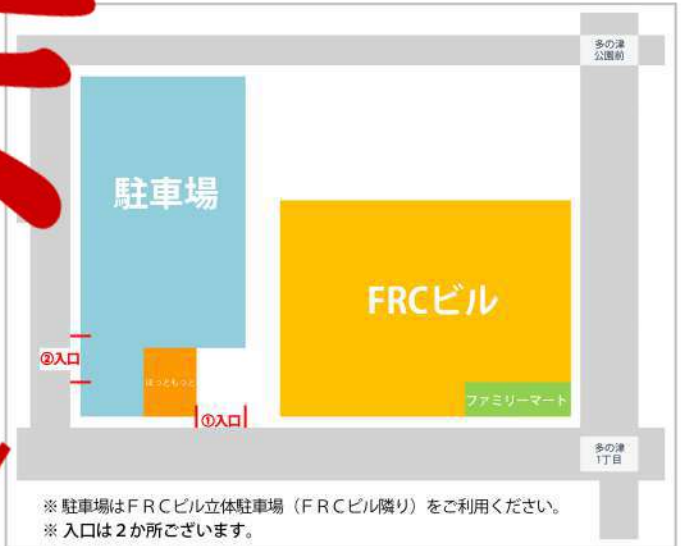 多の津
公園前
駐車場
FRCビル
②入口
ほっともっと
①入口
ファミリーマート
多の津
1丁目
※ 駐車場はＦＲＣビル立体駐車場（ＦＲＣビル隣り）をご利用ください。
※ 入口は２か所ございます。